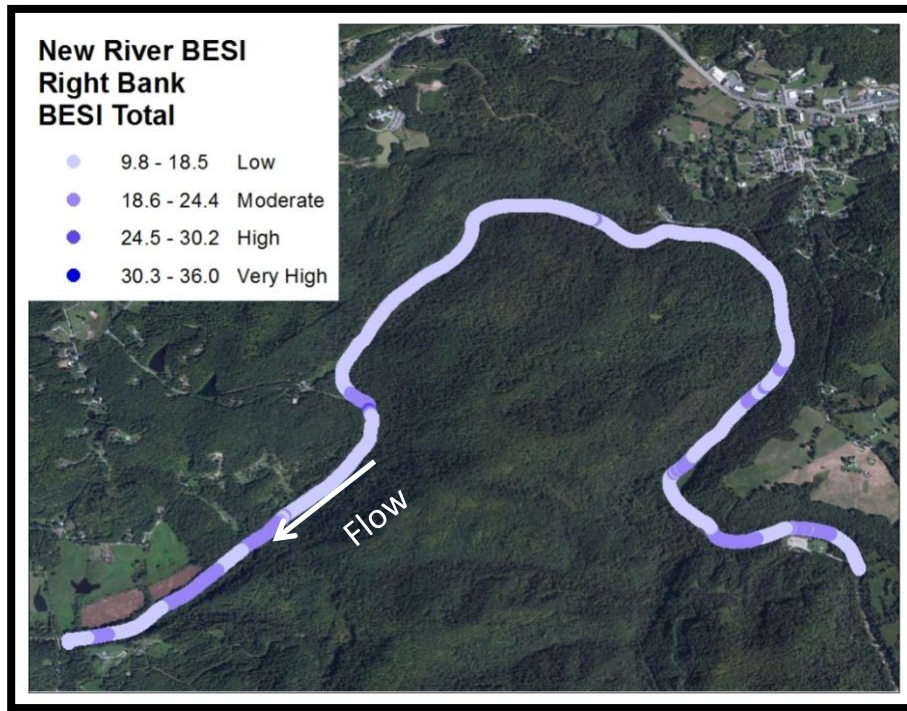 New River BESI
Right Bank
BESI Total
9.8 - 18.5 Low
18.6 - 24.4 Moderate
24.5 - 30.2 High
30.3 - 36.0 Very High
Flow